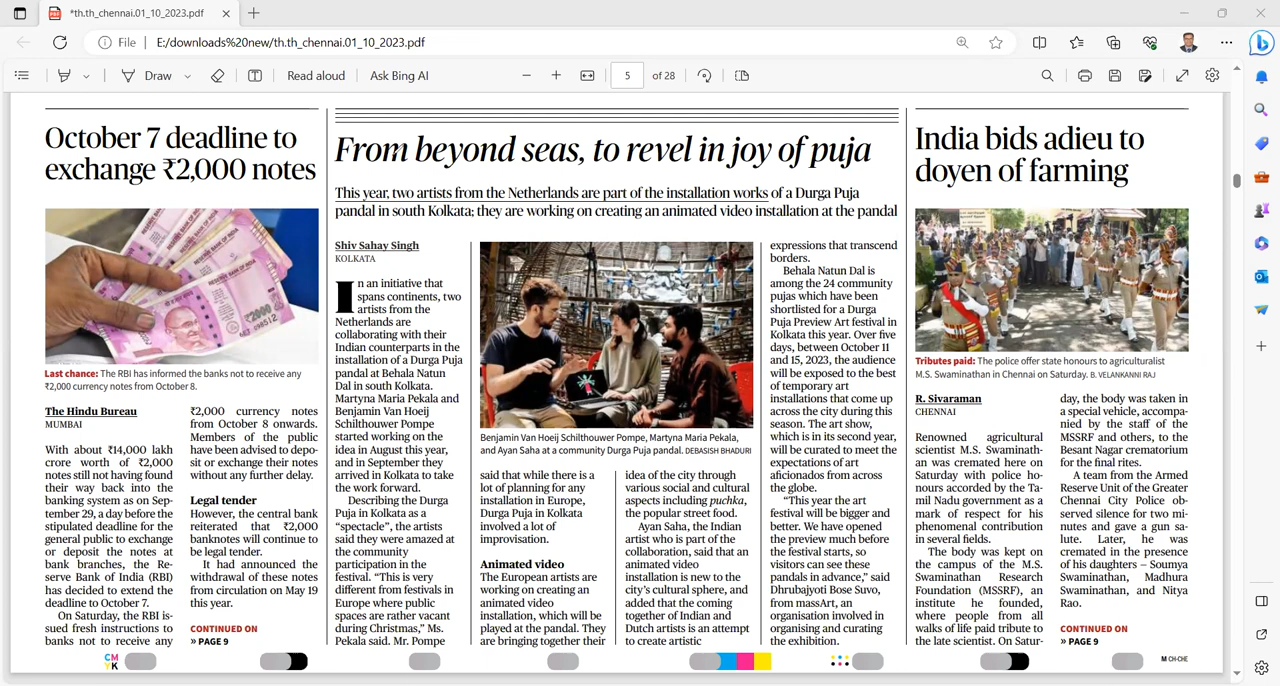 *th.th_chennai.01_10_2023.pdf
File
E:/downloads%20new/th.th_chennai.01_10_2023.pdf
Draw
Read aloud
Ask Bing AI
5
of 28
October 7 deadline to
exchange ₹2,000 notes
Last chance: The RBI has informed the banks not to receive any
₹2,000 currency notes from October 8.
The Hindu Bureau
MUMBAI
With about ₹14,000 lakh
crore worth of ₹2,000
notes still not having found
their way back into the
banking system as on Sep-
tember 29, a day before the
stipulated deadline for the
general public to exchange
or deposit the notes at
bank branches, the Re-
serve Bank of India (RBI)
has decided to extend the
deadline to October 7.
On Saturday, the RBI is-
sued fresh instructions to
banks not to receive any
₹2,000 currency notes
from October 8 onwards.
Members of the public
have been advised to depo-
sit or exchange their notes
without any further delay.
Legal tender
However, the central bank
reiterated that ₹2,000
banknotes will continue to
be legal tender.
It had announced the
withdrawal of these notes
from circulation on May 19
this year.
CONTINUED ON
» PAGE 9
From beyond seas, to revel in joy of puja
This year, two artists from the Netherlands are part of the installation works of a Durga Puja
pandal in south Kolkata; they are working on creating an animated video installation at the pandal
Shiv Sahay Singh
KOLKATA
In an initiative that
spans continents, two
artists from the
Netherlands are
collaborating with their
Indian counterparts in the
installation of a Durga Puja
pandal at Behala Natun
Dal in south Kolkata.
Martyna Maria Pekala and
Benjamin Van Hoeij
Schilthouwer Pompe
started working on the
idea in August this year,
and in September they
arrived in Kolkata to take
the work forward.
Describing the Durga
Puja in Kolkata as a
“spectacle”, the artists
said they were amazed at
the community
participation in the
festival. “This is very
different from festivals in
Europe where public
spaces are rather vacant
during Christmas,” Ms.
Pekala said. Mr. Pompe
Benjamin Van Hoeij Schilthouwer Pompe, Martyna Maria Pekala,
and Ayan Saha at a community Durga Puja pandal. DEBASISH BHADURI
said that while there is a
lot of planning for any
installation in Europe,
Durga Puja in Kolkata
involved a lot of
improvisation.
Animated video
The European artists are
working on creating an
animated video
installation, which will be
played at the pandal. They
are bringing together their
idea of the city through
various social and cultural
aspects including puchka,
the popular street food.
Ayan Saha, the Indian
artist who is part of the
collaboration, said that an
animated video
installation is new to the
city’s cultural sphere, and
added that the coming
together of Indian and
Dutch artists is an attempt
to create artistic
expressions that transcend
borders.
Behala Natun Dal is
among the 24 community
pujas which have been
shortlisted for a Durga
Puja Preview Art festival in
Kolkata this year. Over five
days, between October 11
and 15, 2023, the audience
will be exposed to the best
of temporary art
installations that come up
across the city during this
season. The art show,
which is in its second year,
will be curated to meet the
expectations of art
aficionados from across
the globe.
“This year the art
festival will be bigger and
better. We have opened
the preview much before
the festival starts, so
visitors can see these
pandals in advance,” said
Dhrubajyoti Bose Suvo,
from massArt, an
organisation involved in
organising and curating
the exhibition.
India bids adieu to
doyen of farming
Tributes paid: The police offer state honours to agriculturalist
M.S. Swaminathan in Chennai on Saturday. B. VELANKANNI RAJ
R. Sivaraman
CHENNAI
Renowned agricultural
scientist M.S. Swaminath-
an was cremated here on
Saturday with police ho-
nours accorded by the Ta-
mil Nadu government as a
mark of respect for his
phenomenal contribution
in several fields.
The body was kept on
the campus of the M.S.
Swaminathan Research
Foundation (MSSRF), an
institute he founded,
where people from all
walks of life paid tribute to
the late scientist. On Satur-
day, the body was taken in
a special vehicle, accompa-
nied by the staff of the
MSSRF and others, to the
Besant Nagar crematorium
for the final rites.
A team from the Armed
Reserve Unit of the Greater
Chennai City Police ob-
served silence for two mi-
nutes and gave a gun sa-
lute. Later, he was
cremated in the presence
of his daughters – Soumya
Swaminathan, Madhura
Swaminathan, and Nitya
Rao.
CONTINUED ON
» PAGE 9
CM
YK
M CH-CHE